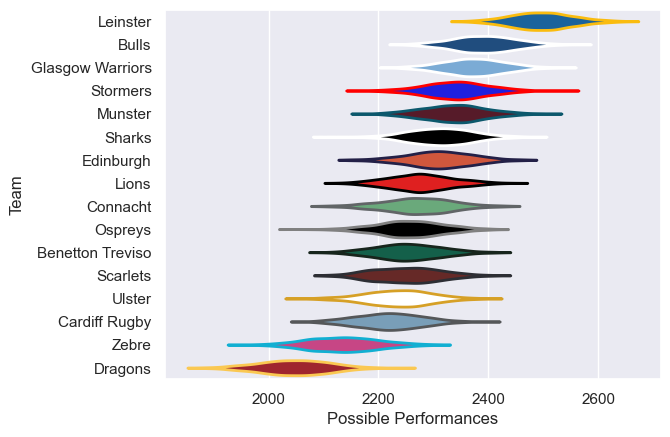 Leinster
Bulls
Glasgow Warriors
Stormers
Munster
Sharks
Edinburgh
Lions
Connacht
Ospreys
Benetton Treviso
Scarlets
Ulster
Cardiff Rugby
Zebre
Dragons
Team
2000 2200 2400 2600
Possible Performances